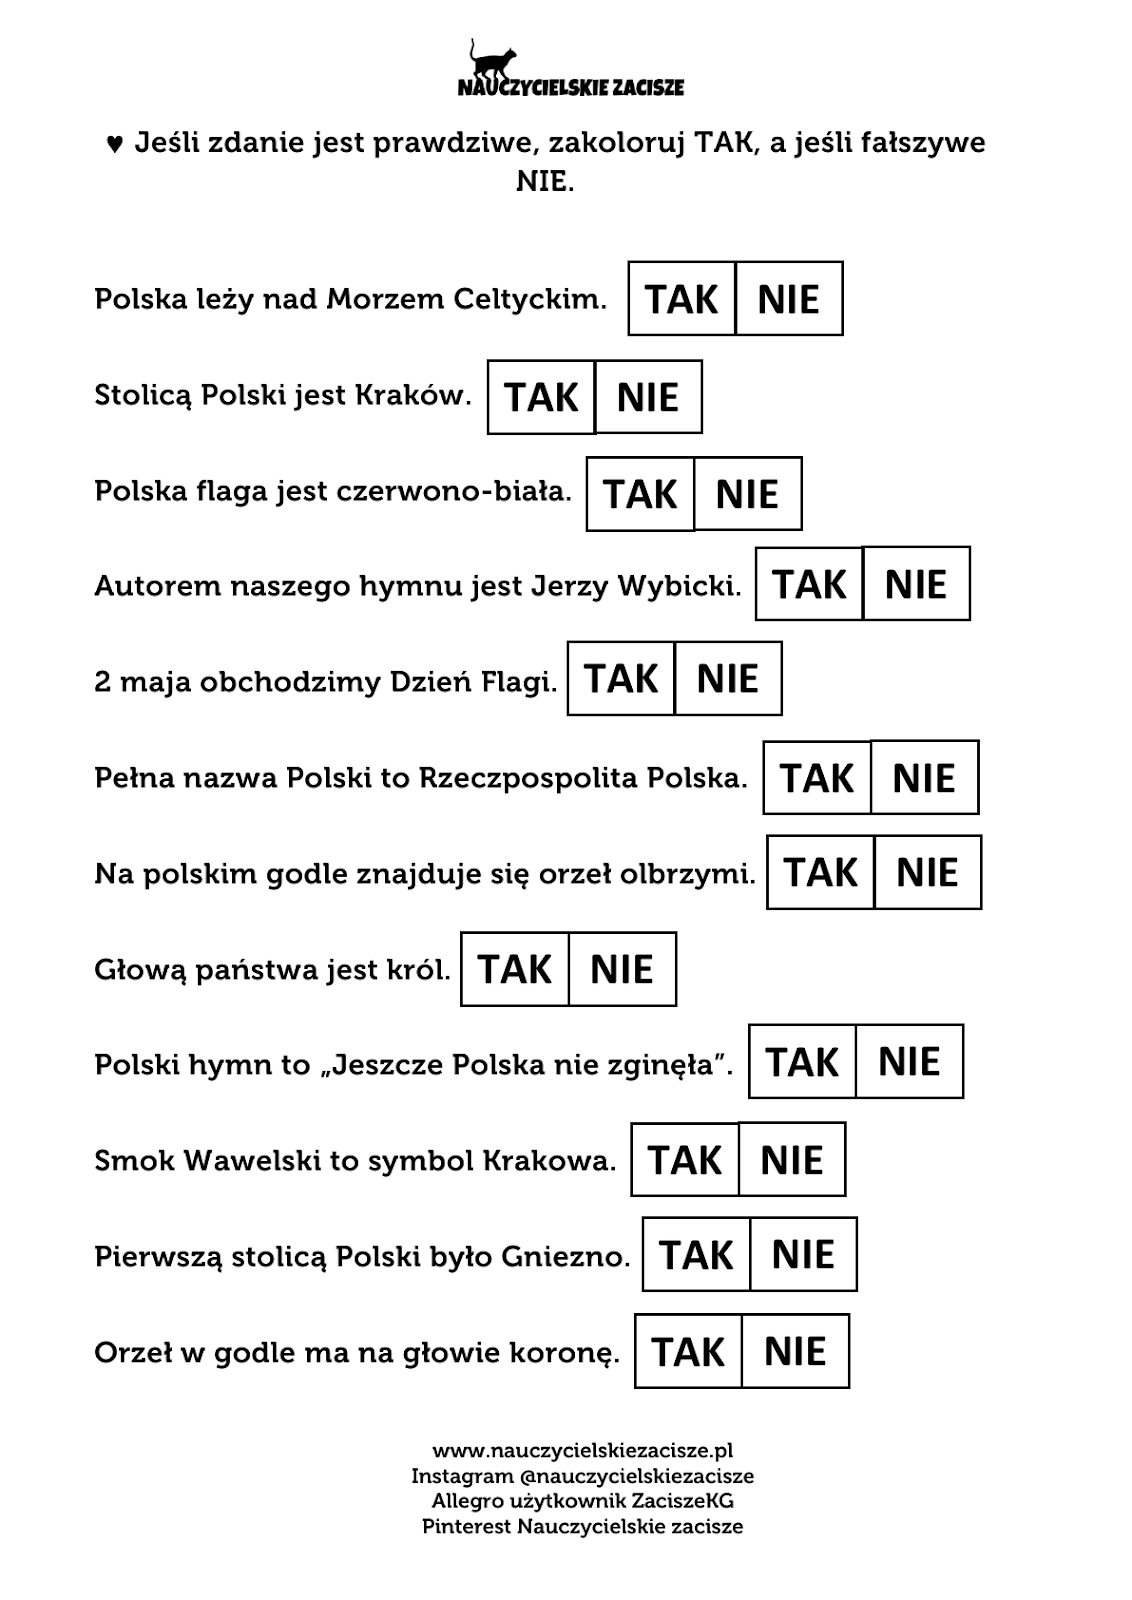 NAUCZYCIELSKIE ZACISZE
♥ Jeśli zdanie jest prawdziwe, zakoloruj TAK, a jeśli fałszywe
NIE.
Polska leży nad Morzem Celtyckim. TAK NIE
Stolicą Polski jest Kraków. TAK NIE
Polska flaga jest czerwono-biała. TAK NIE
Autorem naszego hymnu jest Jerzy Wybicki. TAK NIE
2 maja obchodzimy Dzień Flagi. TAK NIE
Pełna nazwa Polski to Rzeczpospolita Polska. TAK NIE
Na polskim godle znajduje się orzeł olbrzymi. TAK NIE
Głową państwa jest król. TAK NIE
Polski hymn to „Jeszcze Polska nie zginęła”. TAK NIE
Smok Wawelski to symbol Krakowa. TAK NIE
Pierwszą stolicą Polski było Gniezno. TAK NIE
Orzeł w godle ma na głowie koronę. TAK NIE
www.nauczycielskiezacisze.pl
Instagram @nauczycielskiezacisze
Allegro użytkownik ZaciszeKG
Pinterest Nauczycielskie zacisze